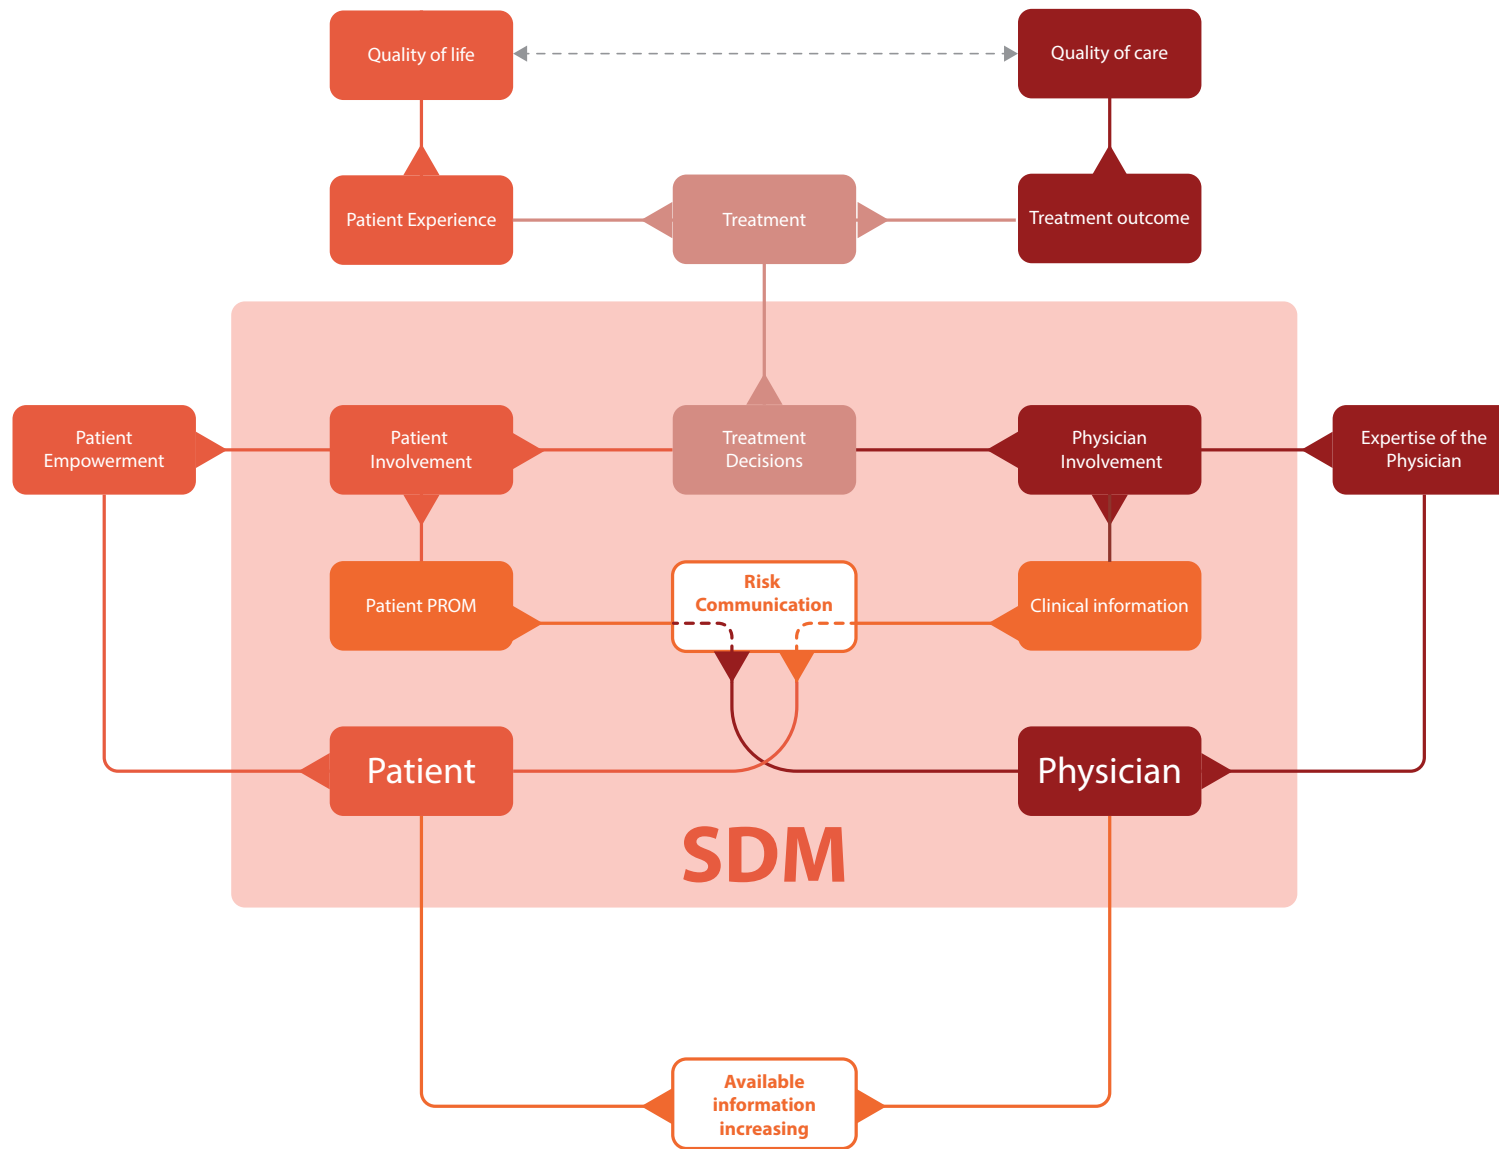 Quality of life
Quality of care
Patient Experience
Treatment
Treatment outcome
Patient
Empowerment
Patient
Involvement
Treatment
Decisions
Physician
Involvement
Expertise of the
Physician
Patient PROM
Risk
Communication
Clinical information
Patient
Physician
SDM
Available
information
increasing